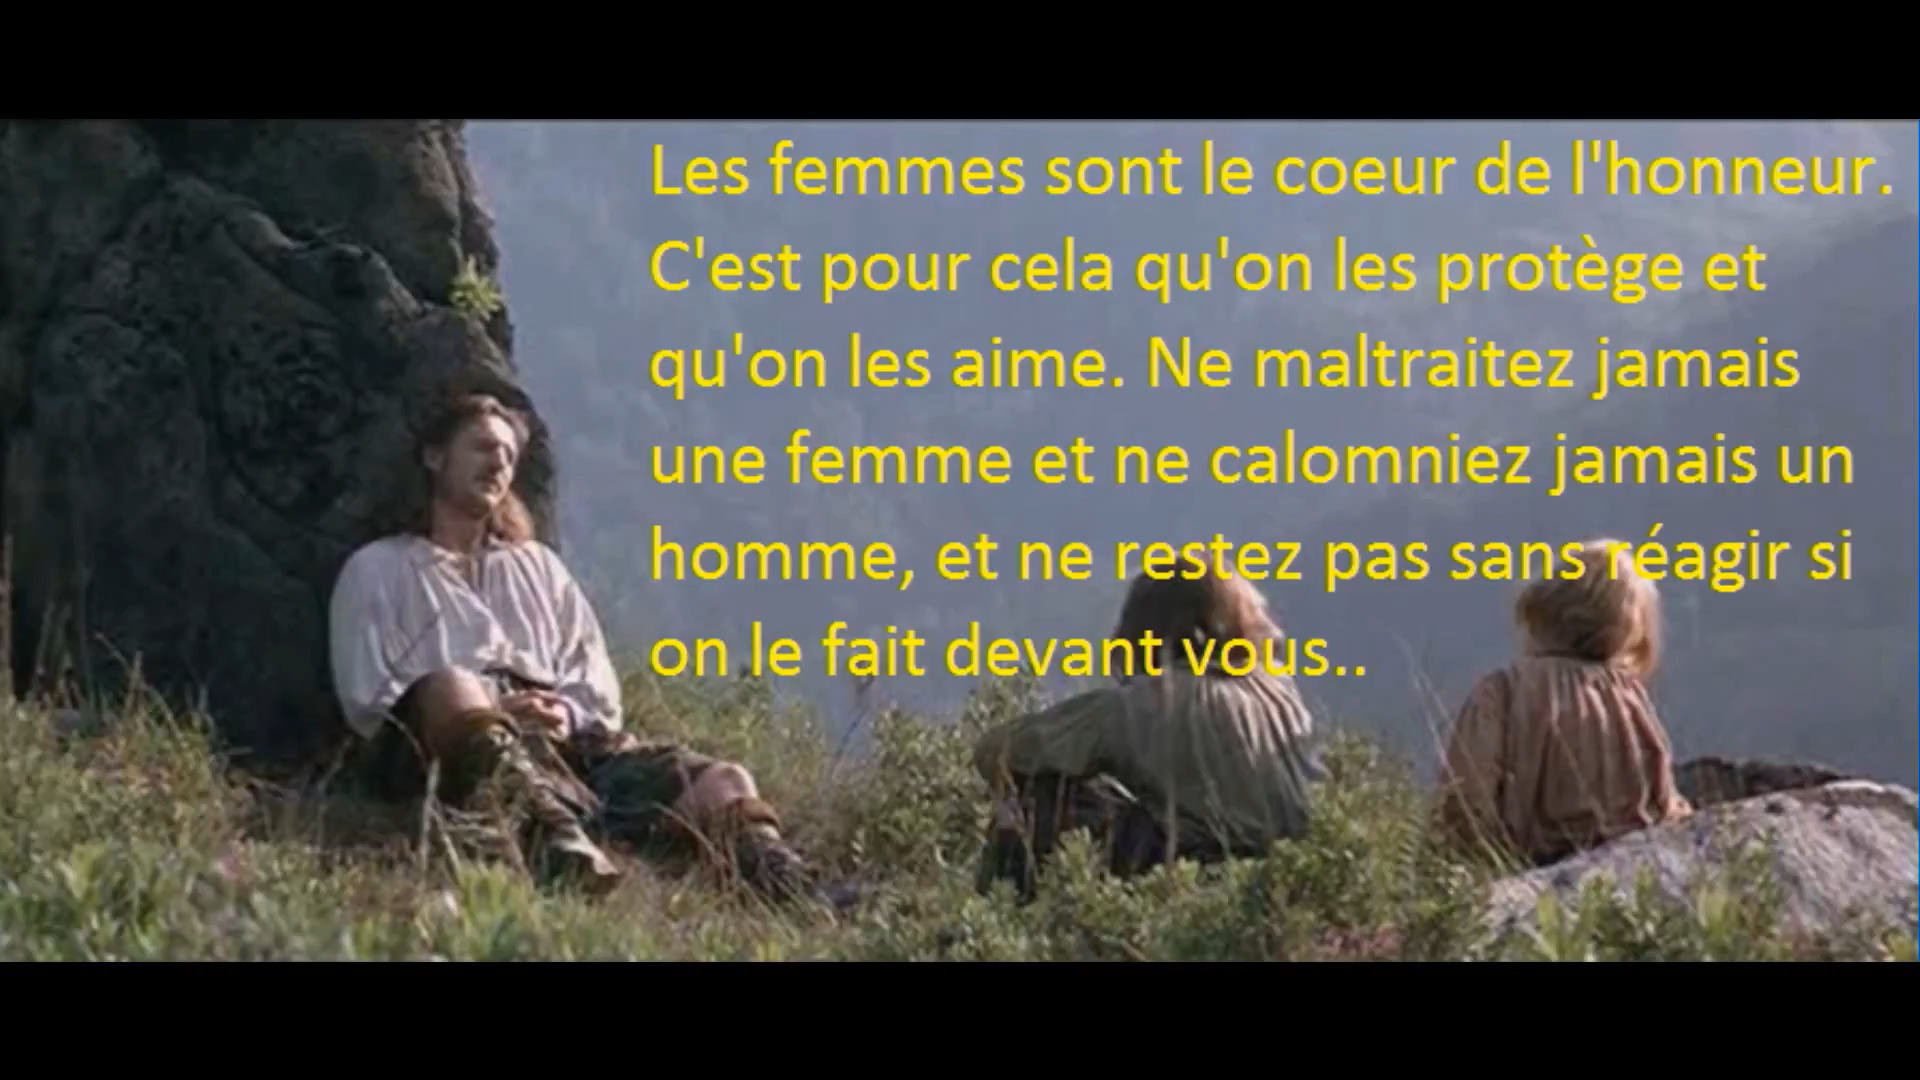 Les femmes sont le coeur de l'honneur.
C'est pour cela qu'on les protège et
qu'on les aime. Ne maltraitez jamais
une femme et ne calomniez jamais un
homme, et ne restez pas sans réagir si
on le fait devant vous..